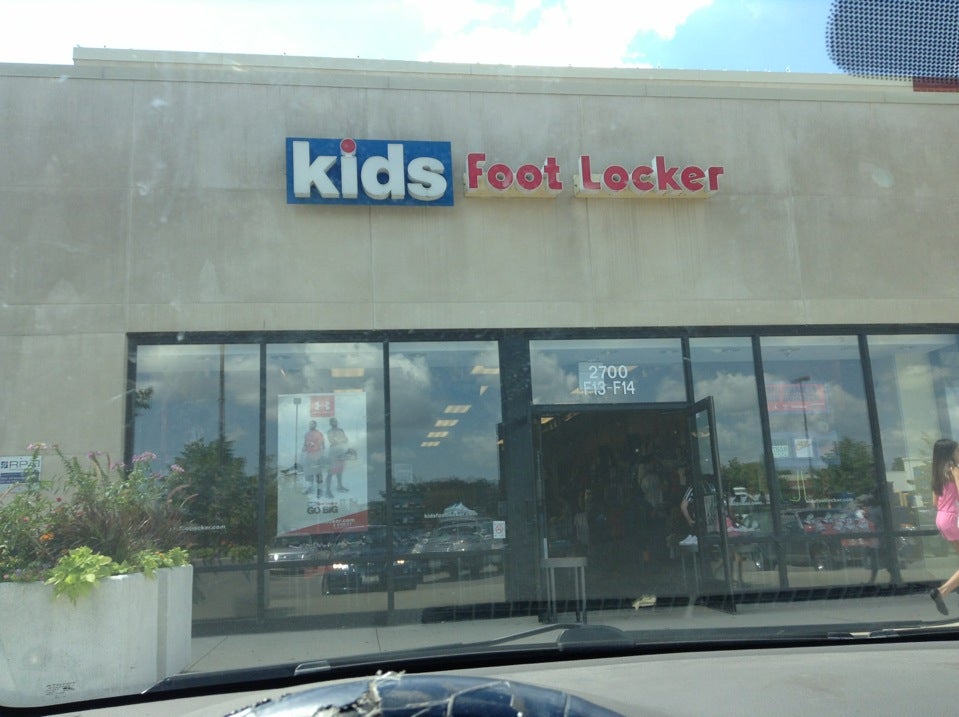 kids Foot Locker
2700
F13-F14
GO BIG